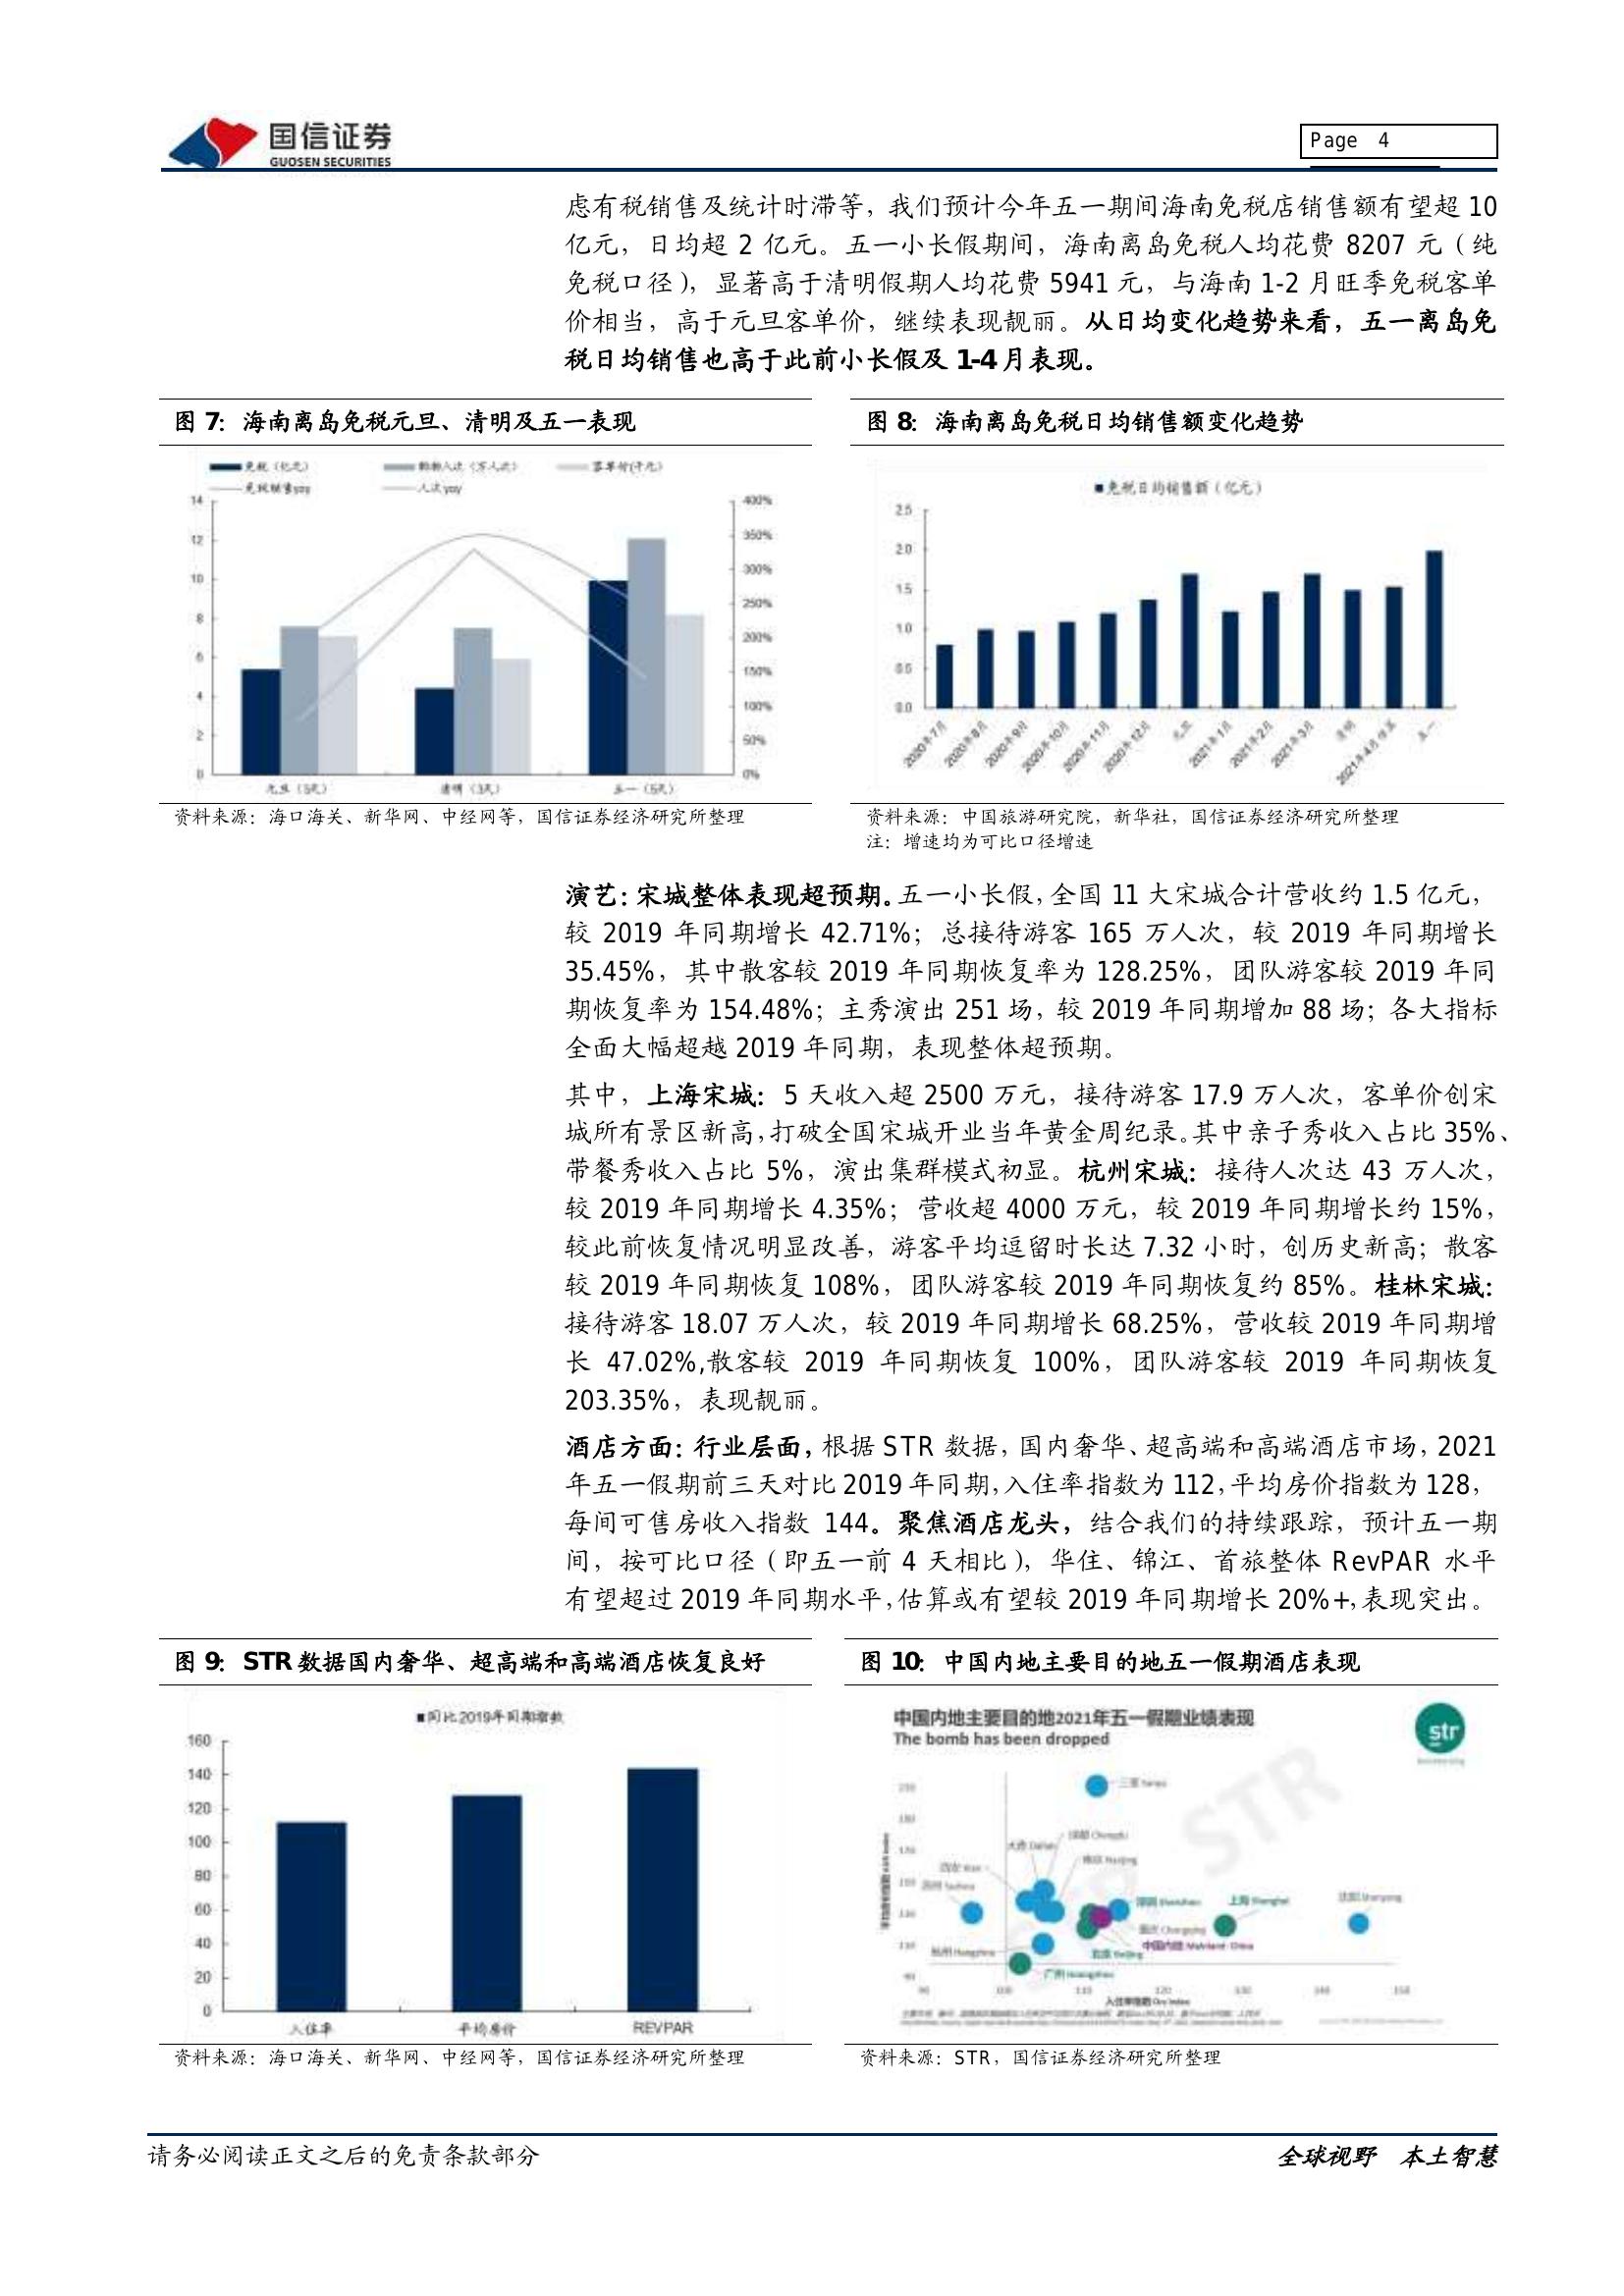 国信证券
GUOSEN SECURITIES
Page 4
虑有税销售及统计时滞等，我们预计今年五一期间海南免税店销售额有望超 10
亿元，日均超 2 亿元。五一小长假期间，海南离岛免税人均花费 8207 元（纯
免税口径），显著高于清明假期人均花费 5941 元，与海南 1-2 月旺季免税客单
价相当，高于元旦客单价，继续表现靓丽。从日均变化趋势来看，五一离岛免
税日均销售也高于此前小长假及 1-4 月表现。
图 7：海南离岛免税元旦、清明及五一表现
图 8：海南离岛免税日均销售额变化趋势
免税（亿元）
购物人次（万人次）
客单价(千元)
免税销售yoy
人次yoy
14
12
10
8
6
4
2
0
400%
350%
300%
250%
200%
150%
100%
50%
0%
元旦（3天）
清明（3天）
五一（5天）
■免税日均销售额（亿元）
2.5
2.0
1.5
1.0
0.5
0.0
2020年7月
2020年8月
2020年9月
2020年10月
2020年11月
2020年12月
元旦
2021年1月
2021年2月
2021年3月
清明
五一
资料来源：海口海关、新华网、中经网等，国信证券经济研究所整理
资料来源：中国旅游研究院，新华社，国信证券经济研究所整理
注：增速均为可比口径增速
演艺：宋城整体表现超预期。五一小长假，全国 11 大宋城合计营收约 1.5 亿元，
较 2019 年同期增长 42.71%；总接待游客 165 万人次，较 2019 年同期增长
35.45%，其中散客较 2019 年同期恢复率为 128.25%，团队游客较 2019 年同
期恢复率为 154.48%；主秀演出 251 场，较 2019 年同期增加 88 场；各大指标
全面大幅超越 2019 年同期，表现整体超预期。
其中，上海宋城：5 天收入超 2500 万元，接待游客 17.9 万人次，客单价创宋
城所有景区新高，打破全国宋城开业当年黄金周纪录。其中亲子秀收入占比 35%、
带餐秀收入占比 5%，演出集群模式初显。杭州宋城：接待人次达 43 万人次，
较 2019 年同期增长 4.35%；营收超 4000 万元，较 2019 年同期增长约 15%，
较此前恢复情况明显改善，游客平均逗留时长达 7.32 小时，创历史新高；散客
较 2019 年同期恢复 108%，团队游客较 2019 年同期恢复约 85%。桂林宋城：
接待游客 18.07 万人次，较 2019 年同期增长 68.25%，营收较 2019 年同期增
长 47.02%,散客较 2019 年同期恢复 100%，团队游客较 2019 年同期恢复
203.35%，表现靓丽。
酒店方面：行业层面，根据 STR 数据，国内奢华、超高端和高端酒店市场，2021
年五一假期前三天对比 2019 年同期，入住率指数为 112，平均房价指数为 128，
每间可售房收入指数 144。聚焦酒店龙头，结合我们的持续跟踪，预计五一期
间，按可比口径（即五一前 4 天相比），华住、锦江、首旅整体 RevPAR 水平
有望超过 2019 年同期水平，估算或有望较 2019 年同期增长 20%+，表现突出。
图 9：STR 数据国内奢华、超高端和高端酒店恢复良好
图 10：中国内地主要目的地五一假期酒店表现
■同比2019年同期指数
160
140
120
100
80
60
40
20
0
入住率
平均房价
REVPAR
中国内地主要目的地2021年五一假期业绩表现
The bomb has been dropped
str
STR
三亚 Sanya
成都 Chengdu
大连 Dalian
南京 Nanjing
西安 Xian
深圳 Shenzhen
上海 Shanghai
沈阳 Shenyang
重庆 Chongqing
中国内地 Mainland China
杭州 Hangzhou
北京 Beijing
广州 Guangzhou
资料来源：海口海关、新华网、中经网等，国信证券经济研究所整理
资料来源：STR，国信证券经济研究所整理
请务必阅读正文之后的免责条款部分
全球视野 本土智慧